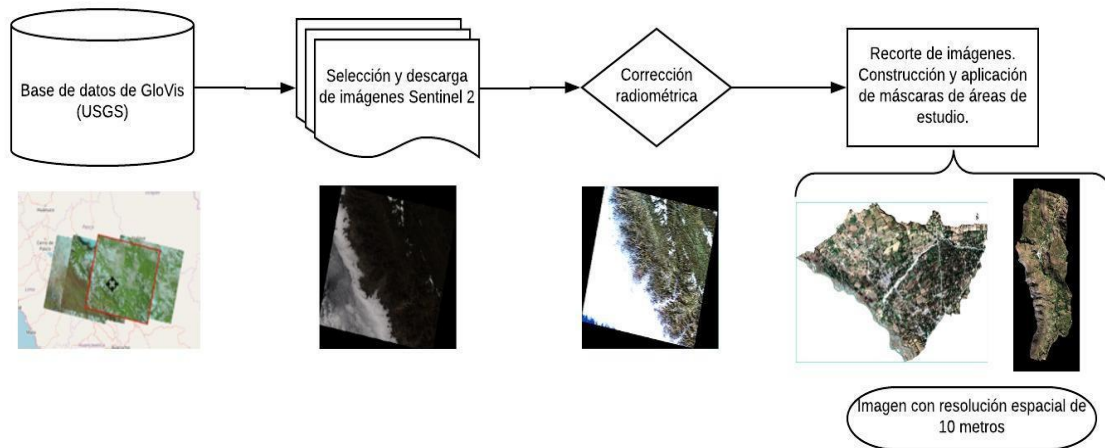 Base de datos de GloVis
(USGS)
Selección y descarga
de imágenes Sentinel 2
Corrección
radiométrica
Recorte de imágenes.
Construcción y aplicación
de máscaras de áreas de
estudio.
Imagen con resolución espacial de
10 metros